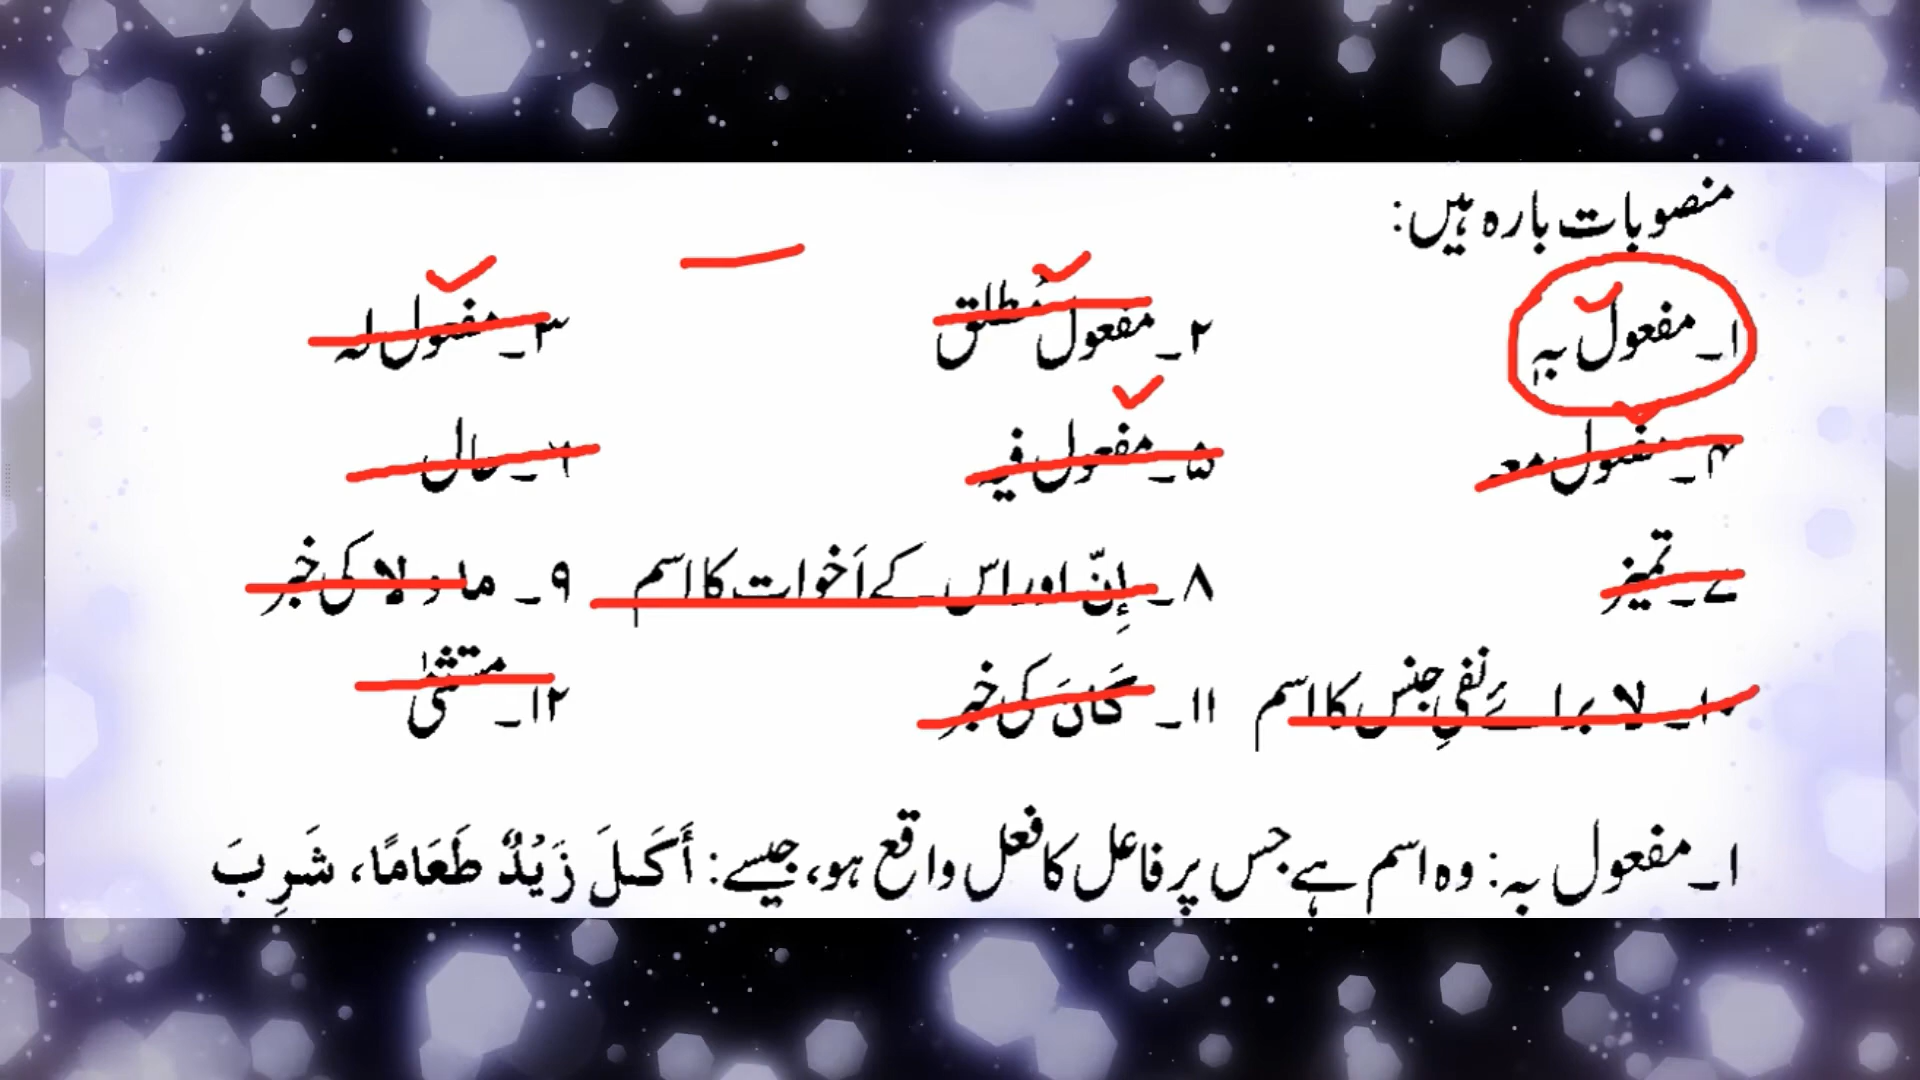 منصوبات بارہ ہیں:
۱۔ مفعول بہٖ ۲۔ مفعول مُطلق ۳۔ مفعول لہ
۴۔ مفعول معہ ۵۔ مفعول فیہ ۶۔ حال
۷۔ تمیز ۸۔ إِنّ اور اس کے اَخوات کا اسم ۹۔ ما و لا کی خبر
۱۰۔ لا برائے نفیِ جنس کا اسم ۱۱۔ کَانَ کی خبر ۱۲۔ مستثنیٰ
۱۔ مفعول بہٖ: وہ اسم ہے جس پر فاعل کا فعل واقع ہو، جیسے: أَكَلَ زَيْدٌ طَعَامًا، شَرِبَ